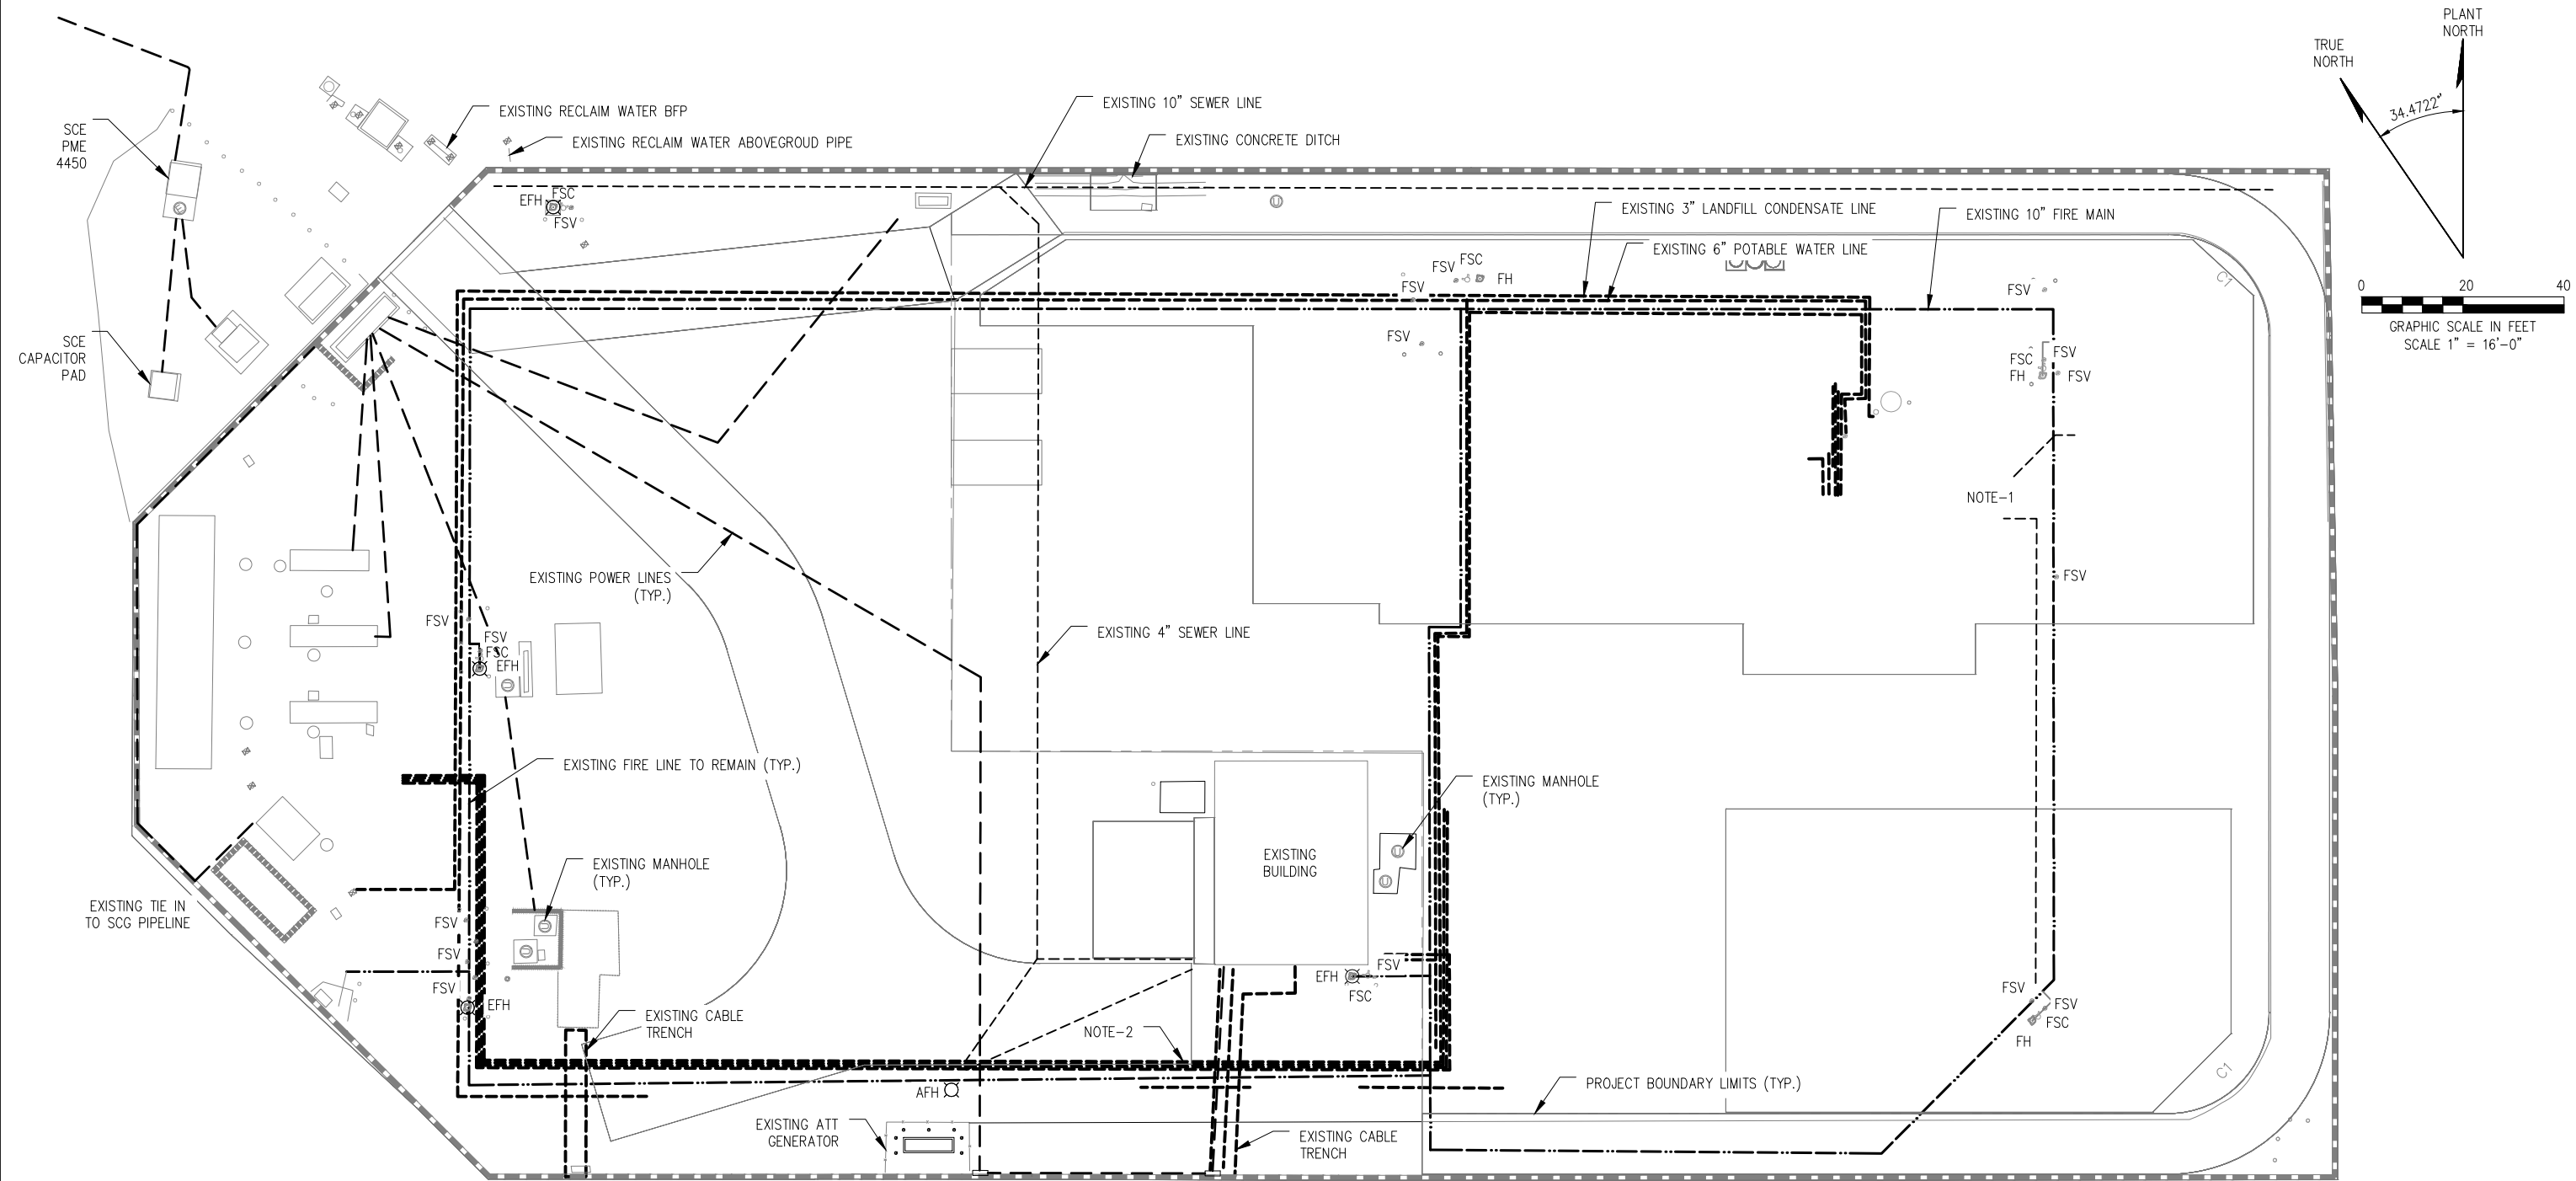 PLANT
NORTH
TRUE
NORTH
34.4722°
0 20 40
GRAPHIC SCALE IN FEET
SCALE 1" = 16'-0"
SCE
PME
4450
EXISTING RECLAIM WATER BFP
EXISTING RECLAIM WATER ABOVEGROUD PIPE
EXISTING 10" SEWER LINE
EXISTING CONCRETE DITCH
FSC
EFH
FSV
EXISTING 3" LANDFILL CONDENSATE LINE
EXISTING 10" FIRE MAIN
EXISTING 6" POTABLE WATER LINE
FSC
FSV
FH
FSV
FSV
FSV
C1
FSC
FSV
FH
FSV
SCE
CAPACITOR
PAD
NOTE-1
FSV
EXISTING POWER LINES
(TYP.)
EXISTING 4" SEWER LINE
FSV
FSV
FSC
EFH
EXISTING FIRE LINE TO REMAIN (TYP.)
EXISTING MANHOLE
(TYP.)
EXISTING
BUILDING
EXISTING MANHOLE
(TYP.)
EXISTING TIE IN
TO SCG PIPELINE
FSV
FSV
FSV
EFH
EXISTING CABLE
TRENCH
NOTE-2
FSV
EFH
FSC
FSV
FSV
FSC
FH
C1
AFH
PROJECT BOUNDARY LIMITS (TYP.)
EXISTING ATT
GENERATOR
EXISTING CABLE
TRENCH